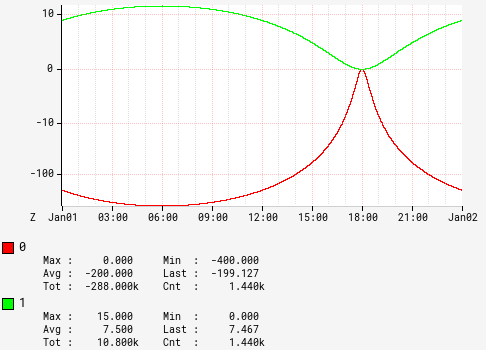 10
0
-10
-100
Z Jan01 03:00 06:00 09:00 12:00 15:00 18:00 21:00 Jan02
0
Max : 0.000 Min : -400.000
Avg : -200.000 Last : -199.127
Tot : -288.000k Cnt : 1.440k
1
Max : 15.000 Min : 0.000
Avg : 7.500 Last : 7.467
Tot : 10.800k Cnt : 1.440k